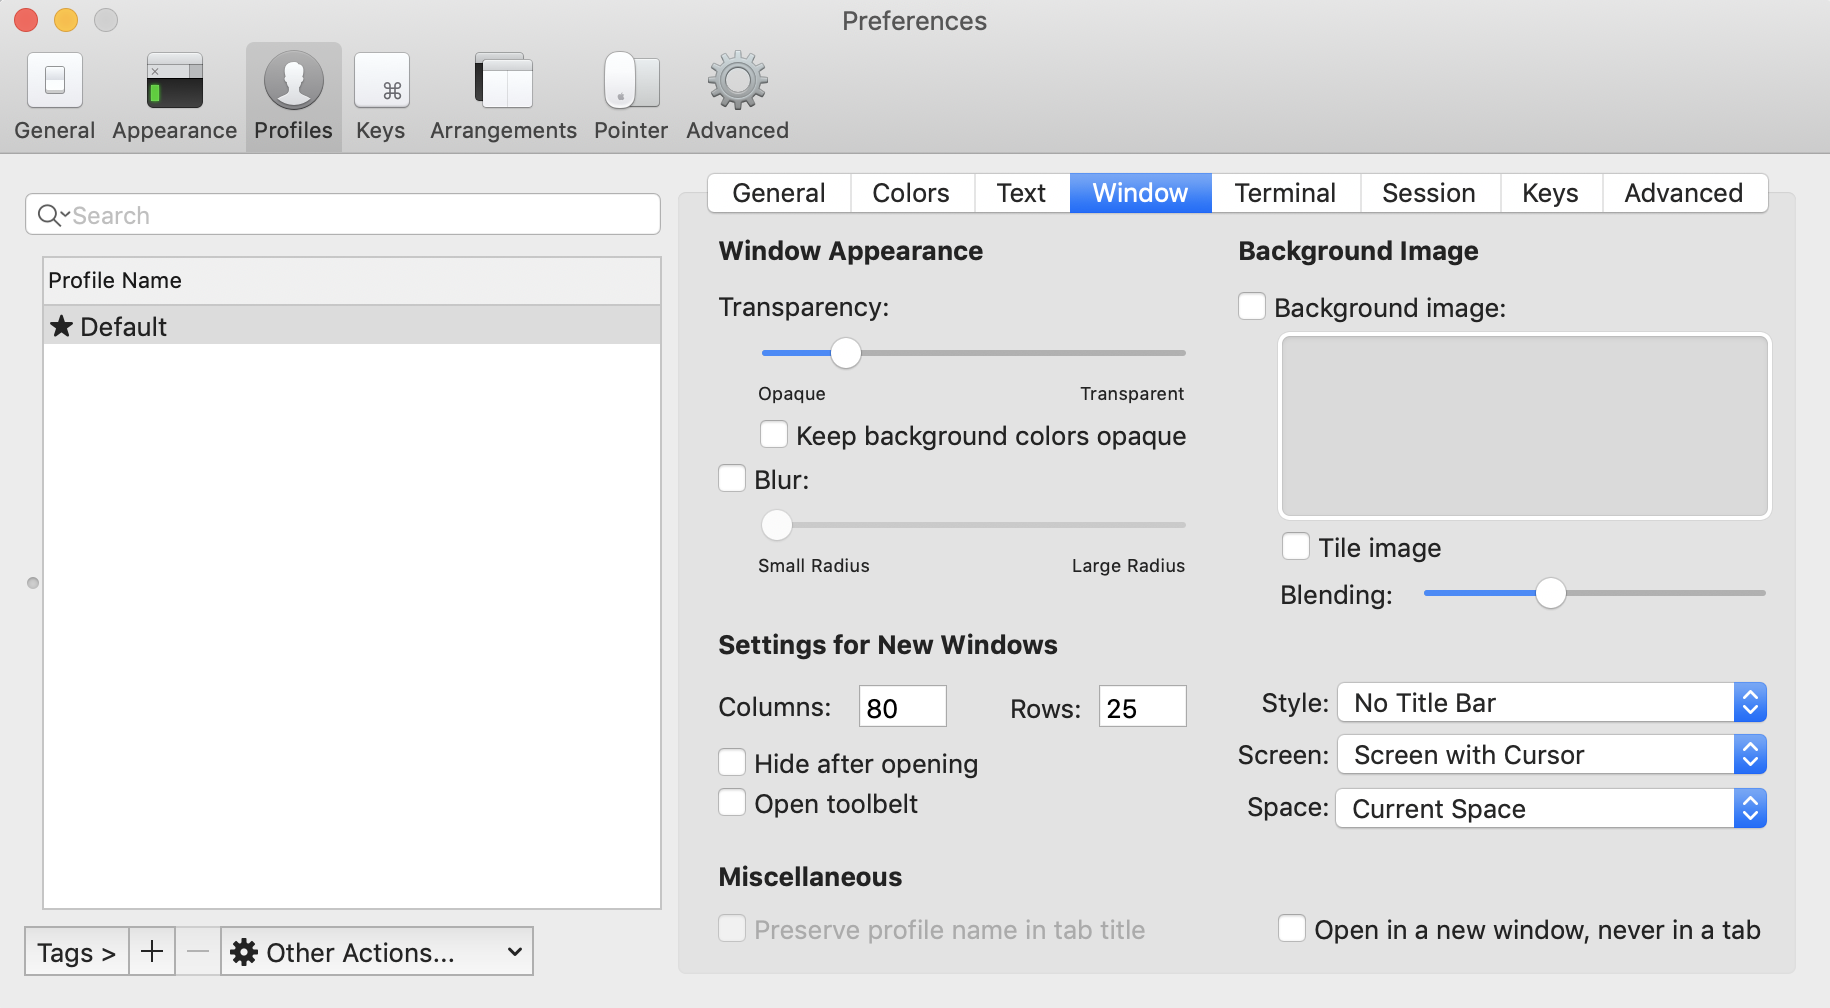 Preferences
General Appearance Profiles Keys Arrangements Pointer Advanced
Search
Profile Name
Default
Tags > + — Other Actions...
General Colors Text Window Terminal Session Keys Advanced
Window Appearance
Transparency:
Opaque Transparent
Keep background colors opaque
Blur:
Small Radius Large Radius
Background Image
Background image:
Tile image
Blending:
Settings for New Windows
Columns: 80 Rows: 25
Hide after opening
Open toolbelt
Style: No Title Bar
Screen: Screen with Cursor
Space: Current Space
Miscellaneous
Preserve profile name in tab title
Open in a new window, never in a tab